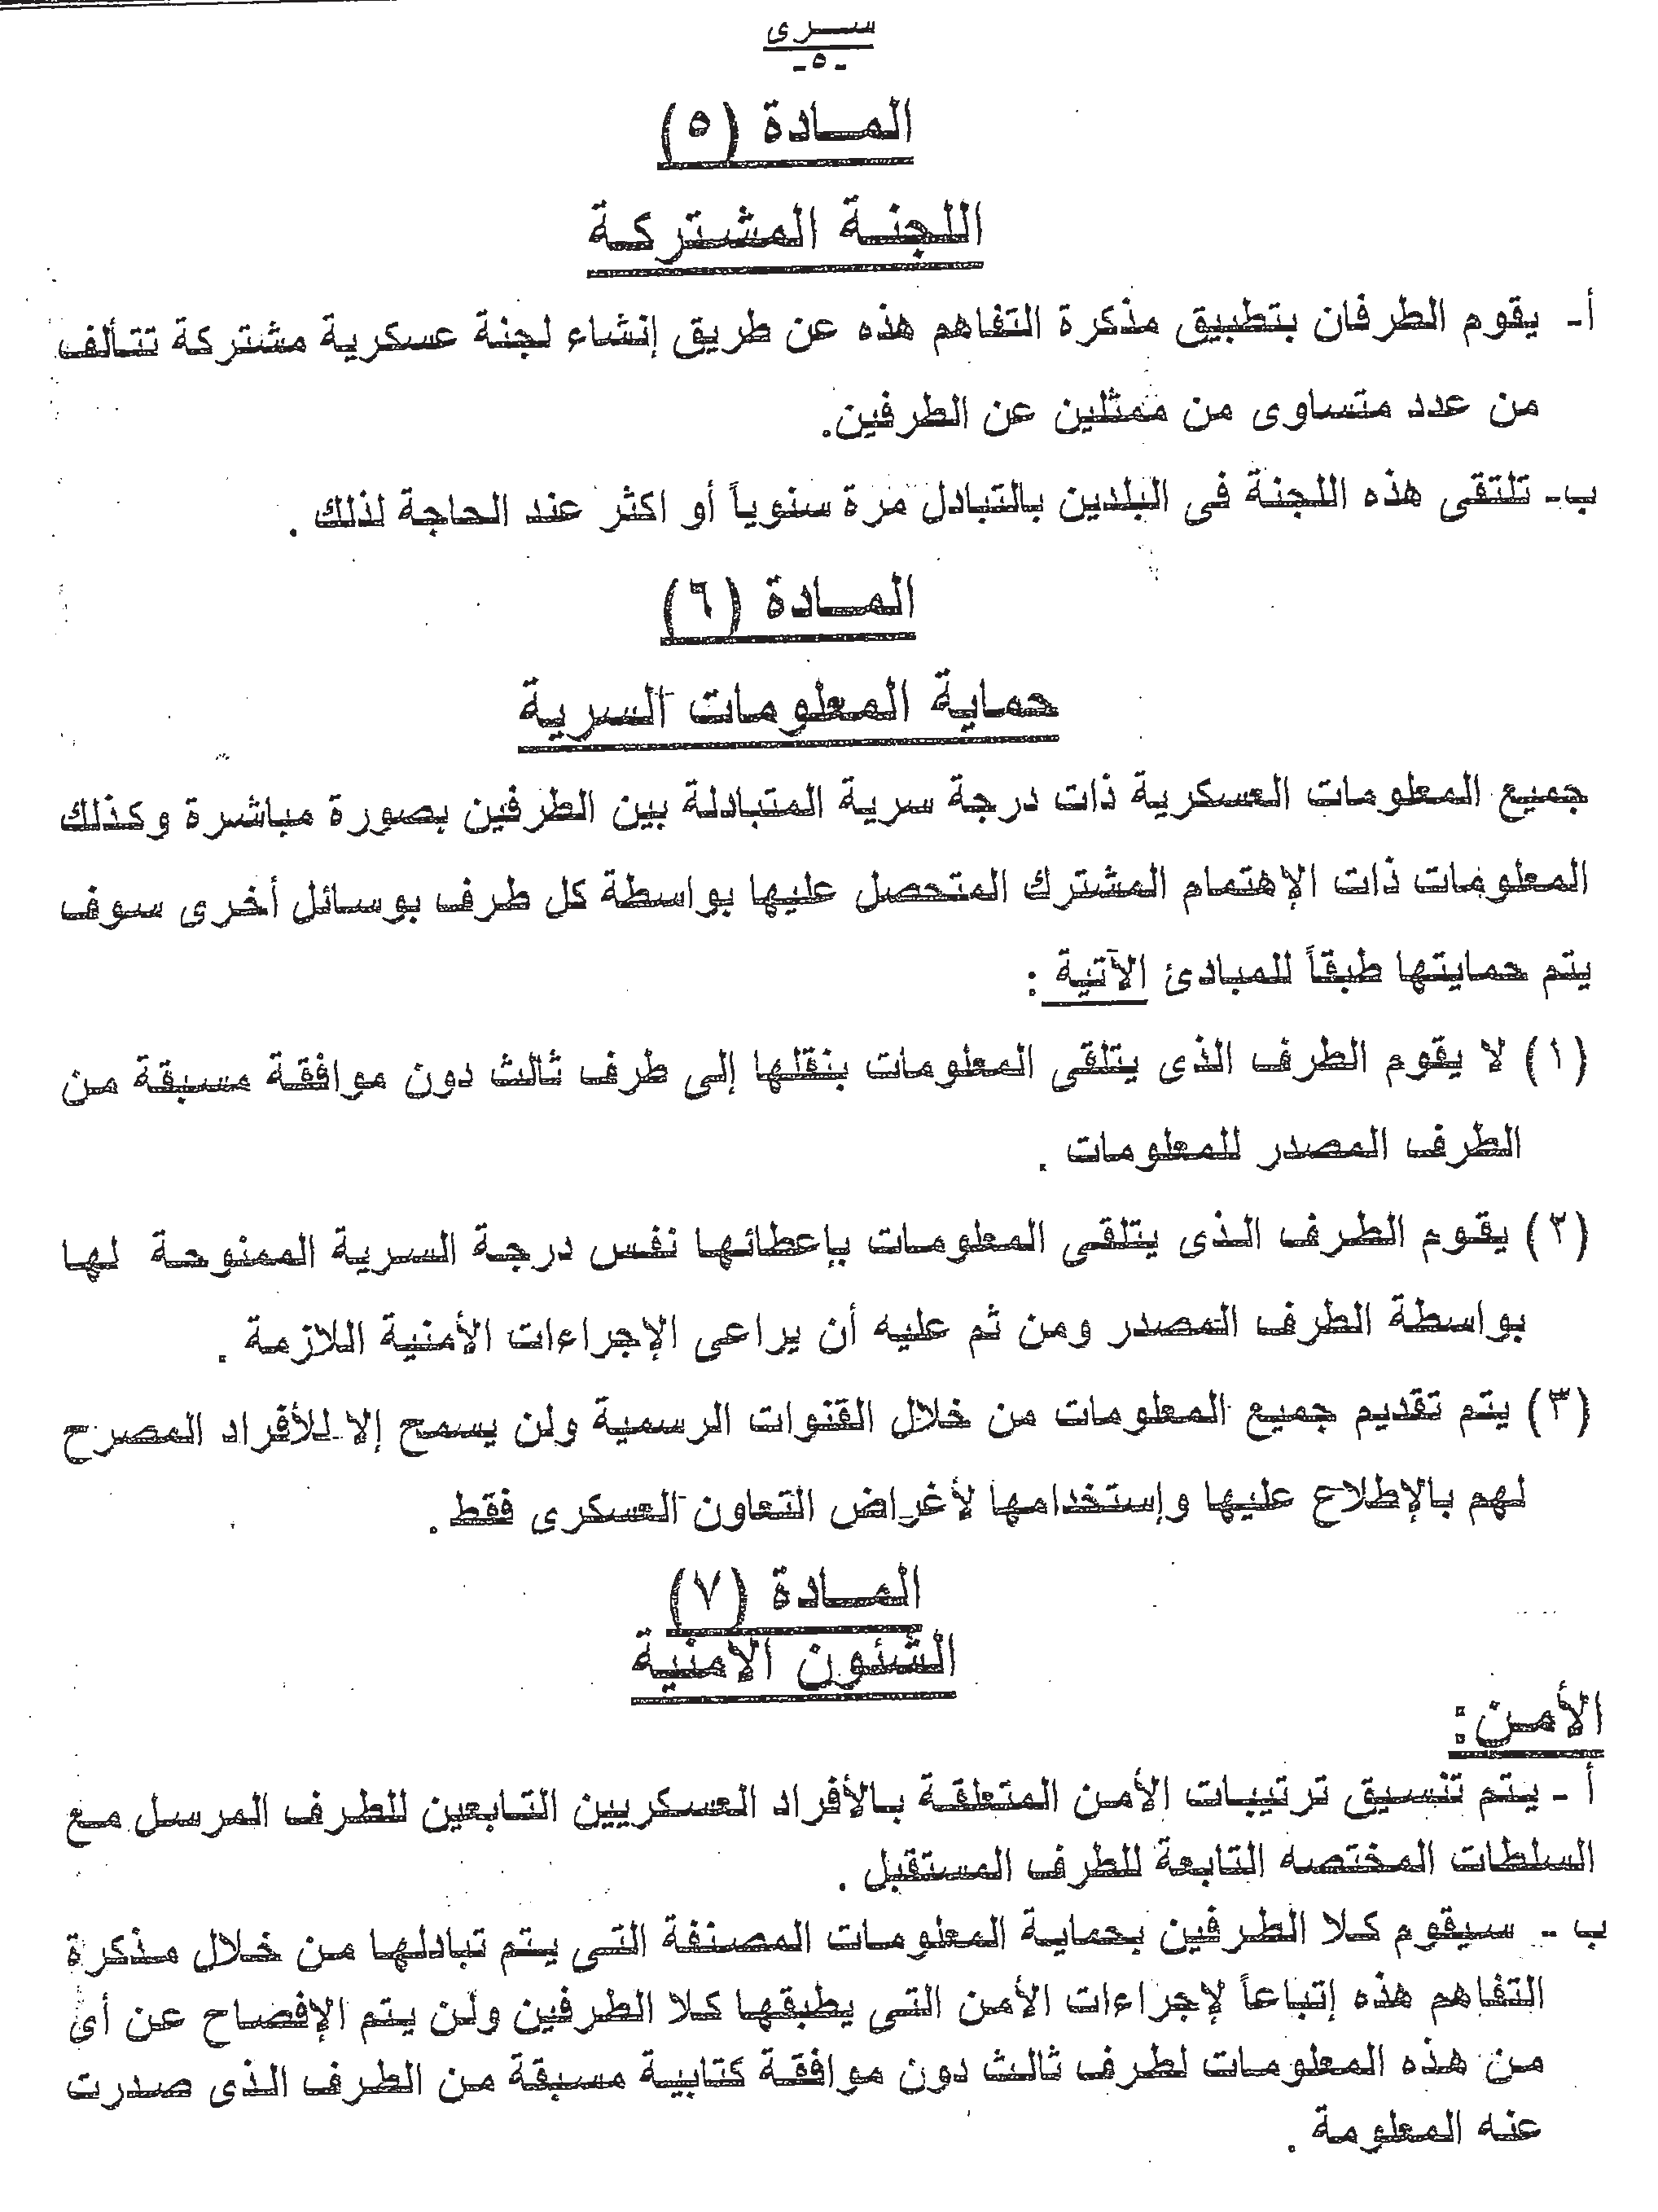 سرى
-٥-
المادة (٥)
اللجنة المشتركة
أ- يقوم الطرفان بتطبيق مذكرة التفاهم هذه عن طريق إنشاء لجنة عسكرية مشتركة تتألف
من عدد متساوى من ممثلين عن الطرفين.
ب- تلتقى هذه اللجنة فى البلدين بالتبادل مرة سنوياً أو اكثر عند الحاجة لذلك .
المادة (٦)
حماية المعلومات السرية
جميع المعلومات العسكرية ذات درجة سرية المتبادلة بين الطرفين بصورة مباشرة وكذلك
المعلومات ذات الإهتمام المشترك المتحصل عليها بواسطة كل طرف بوسائل أخرى سوف
يتم حمايتها طبقاً للمبادئ الآتية :
(١) لا يقوم الطرف الذى يتلقى المعلومات بنقلها إلى طرف ثالث دون موافقة مسبقة من
الطرف المصدر للمعلومات .
(٢) يقوم الطرف الذى يتلقى المعلومات بإعطائها نفس درجة السرية الممنوحة لها
بواسطة الطرف المصدر ومن ثم عليه أن يراعى الإجراءات الأمنية اللازمة .
(٣) يتم تقديم جميع المعلومات من خلال القنوات الرسمية ولن يسمح إلا للأفراد المصرح
لهم بالإطلاع عليها وإستخدامها لأغراض التعاون العسكرى فقط .
المادة (٧)
الشئون الامنية
الأمن:
أ - يتم تنسيق ترتيبات الأمن المتعلقة بالأفراد العسكريين التابعين للطرف المرسل مع
السلطات المختصه التابعة للطرف المستقبل .
ب - سيقوم كلا الطرفين بحماية المعلومات المصنفة التى يتم تبادلها من خلال مذكرة
التفاهم هذه إتباعاً لإجراءات الأمن التى يطبقها كلا الطرفين ولن يتم الإفصاح عن أى
من هذه المعلومات لطرف ثالث دون موافقة كتابية مسبقة من الطرف الذى صدرت
عنه المعلومة .